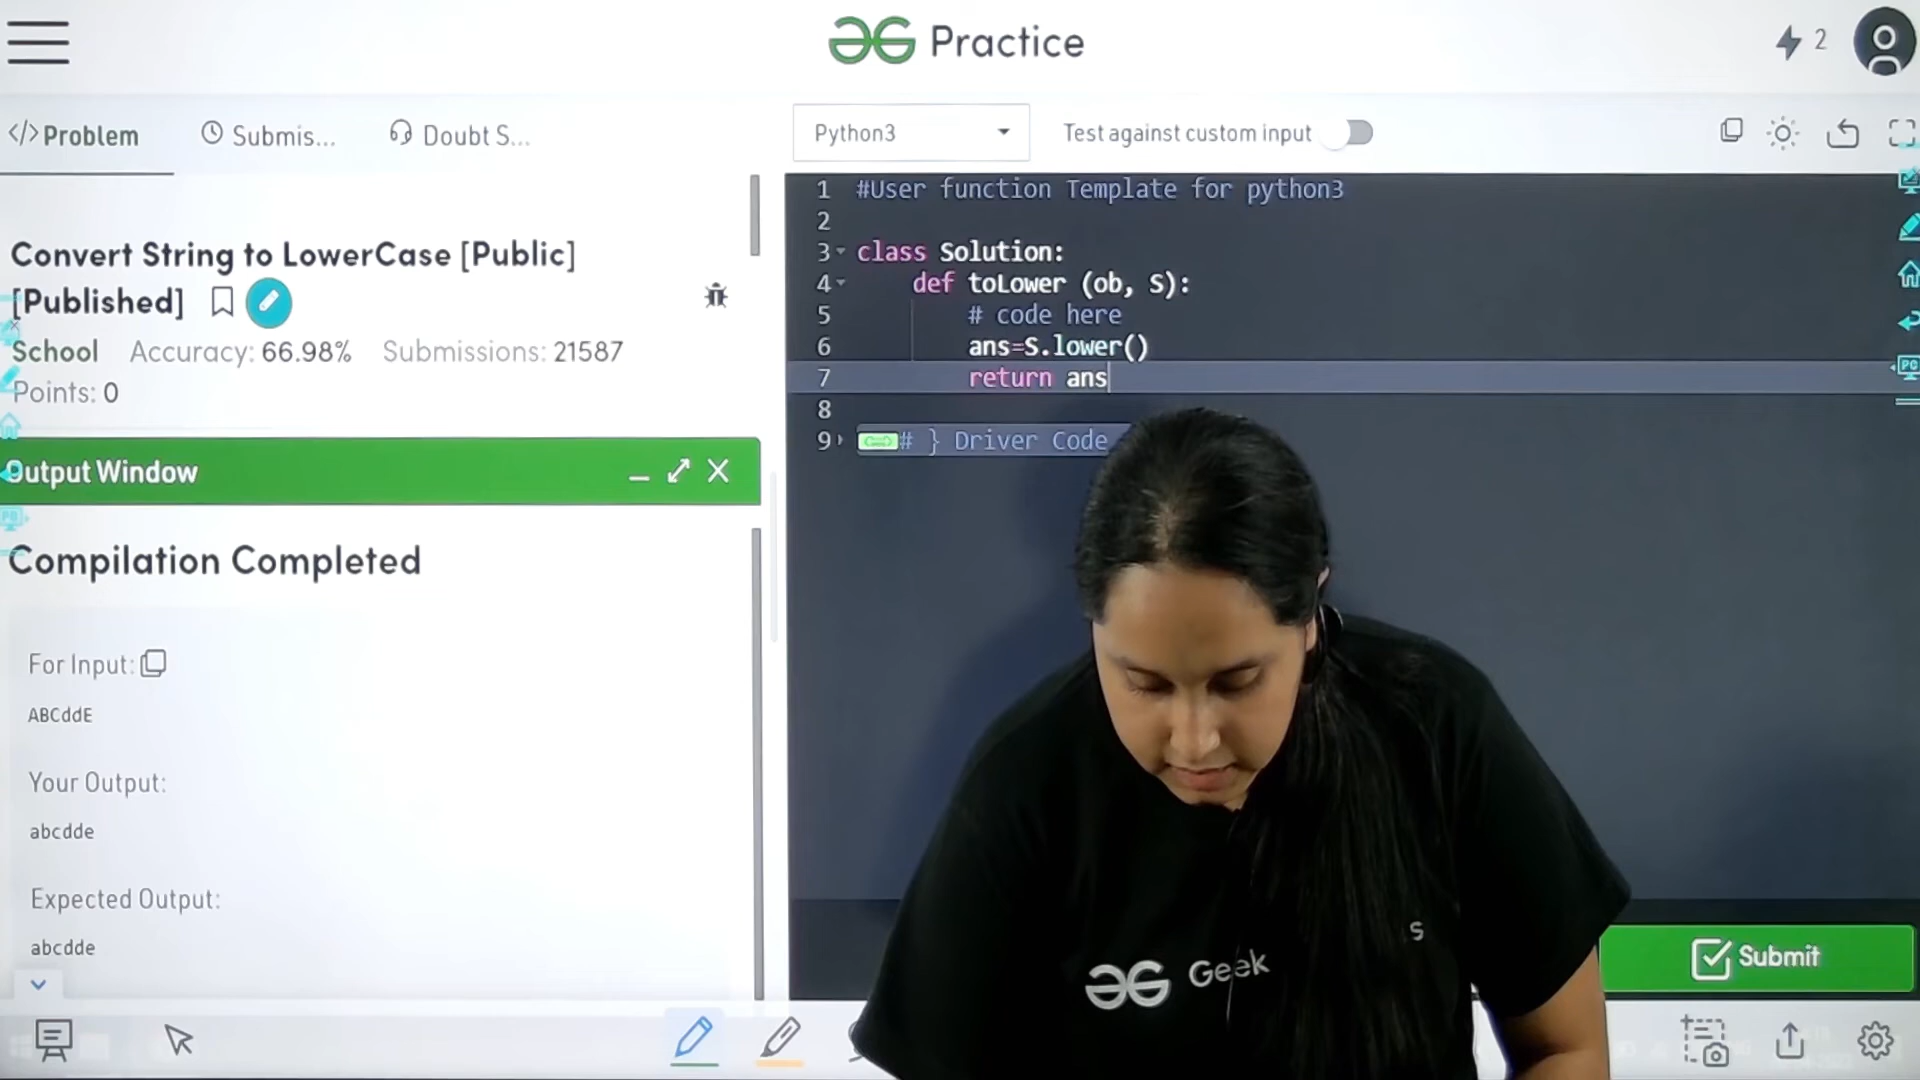 Practice
2
</> Problem
Submis...
Doubt S...
Python3
Test against custom input
Convert String to LowerCase [Public]
[Published]
School Accuracy: 66.98% Submissions: 21587
Points: 0
Output Window
Compilation Completed
For Input:
ABCddE
Your Output:
abcdde
Expected Output:
abcdde
1 #User function Template for python3
2
3 class Solution:
4 def toLower (ob, S):
5 # code here
6 ans=S.lower()
7 return ans
8
9 # } Driver Code
Geek
s
Submit
PC